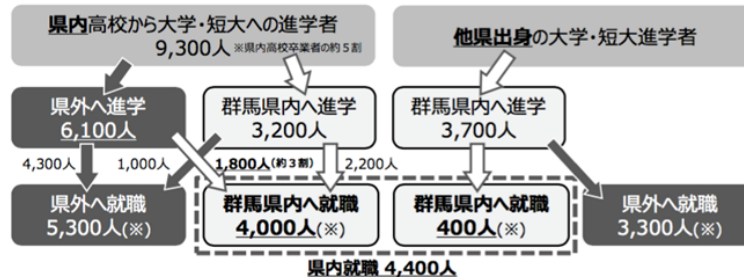 県内高校から大学・短大への進学者
9,300人 ※県内高校卒業者の約５割
他県出身の大学・短大進学者
県外へ進学
6,100人
群馬県内へ進学
3,200人
群馬県内へ進学
3,700人
4,300人
1,000人
1,800人(約３割)
2,200人
県外へ就職
5,300人(※)
群馬県内へ就職
4,000人(※)
群馬県内へ就職
400人(※)
県外へ就職
3,300人(※)
県内就職 4,400人